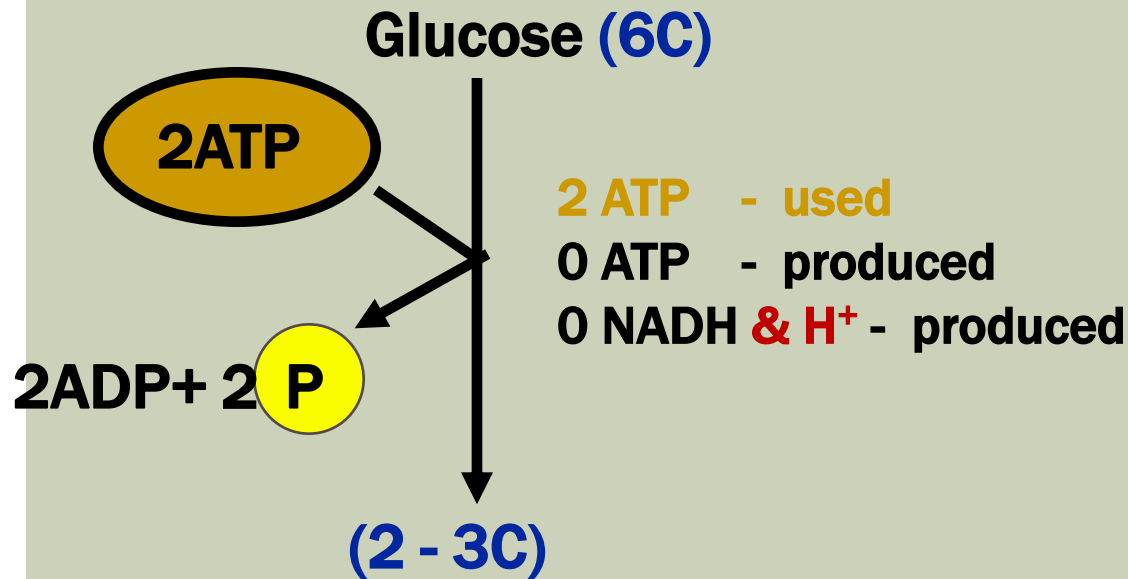 Glucose (6C)
2ATP
2 ATP - used
0 ATP - produced
0 NADH & H⁺ - produced
2ADP+ 2 P
(2 - 3C)